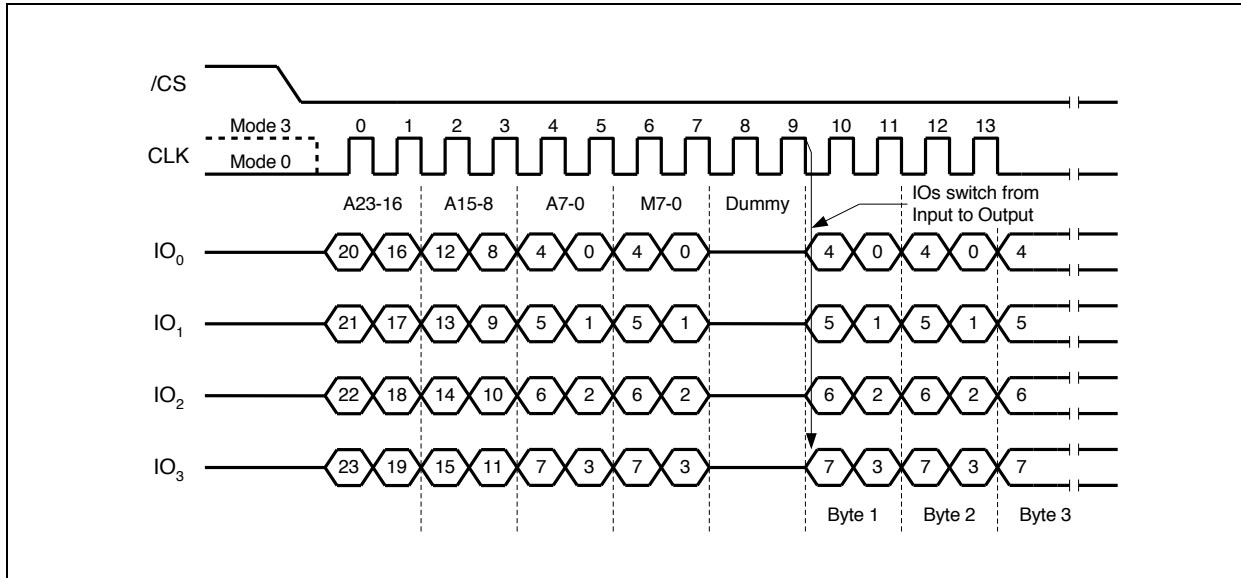 /CS
Mode 3 0 1 2 3 4 5 6 7 8 9 10 11 12 13
CLK
Mode 0
IOs switch from
Input to Output
A23-16 A15-8 A7-0 M7-0 Dummy
IO0 20 16 12 8 4 0 4 0 4 0 4 0 4
IO1 21 17 13 9 5 1 5 1 5 1 5 1 5
IO2 22 18 14 10 6 2 6 2 6 2 6 2 6
IO3 23 19 15 11 7 3 7 3 7 3 7 3 7
Byte 1 Byte 2 Byte 3